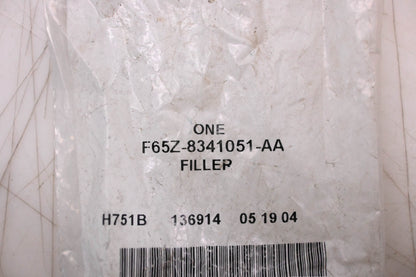 ONE
F65Z-8341051-AA
FILLER
H751B 136914 05 19 04